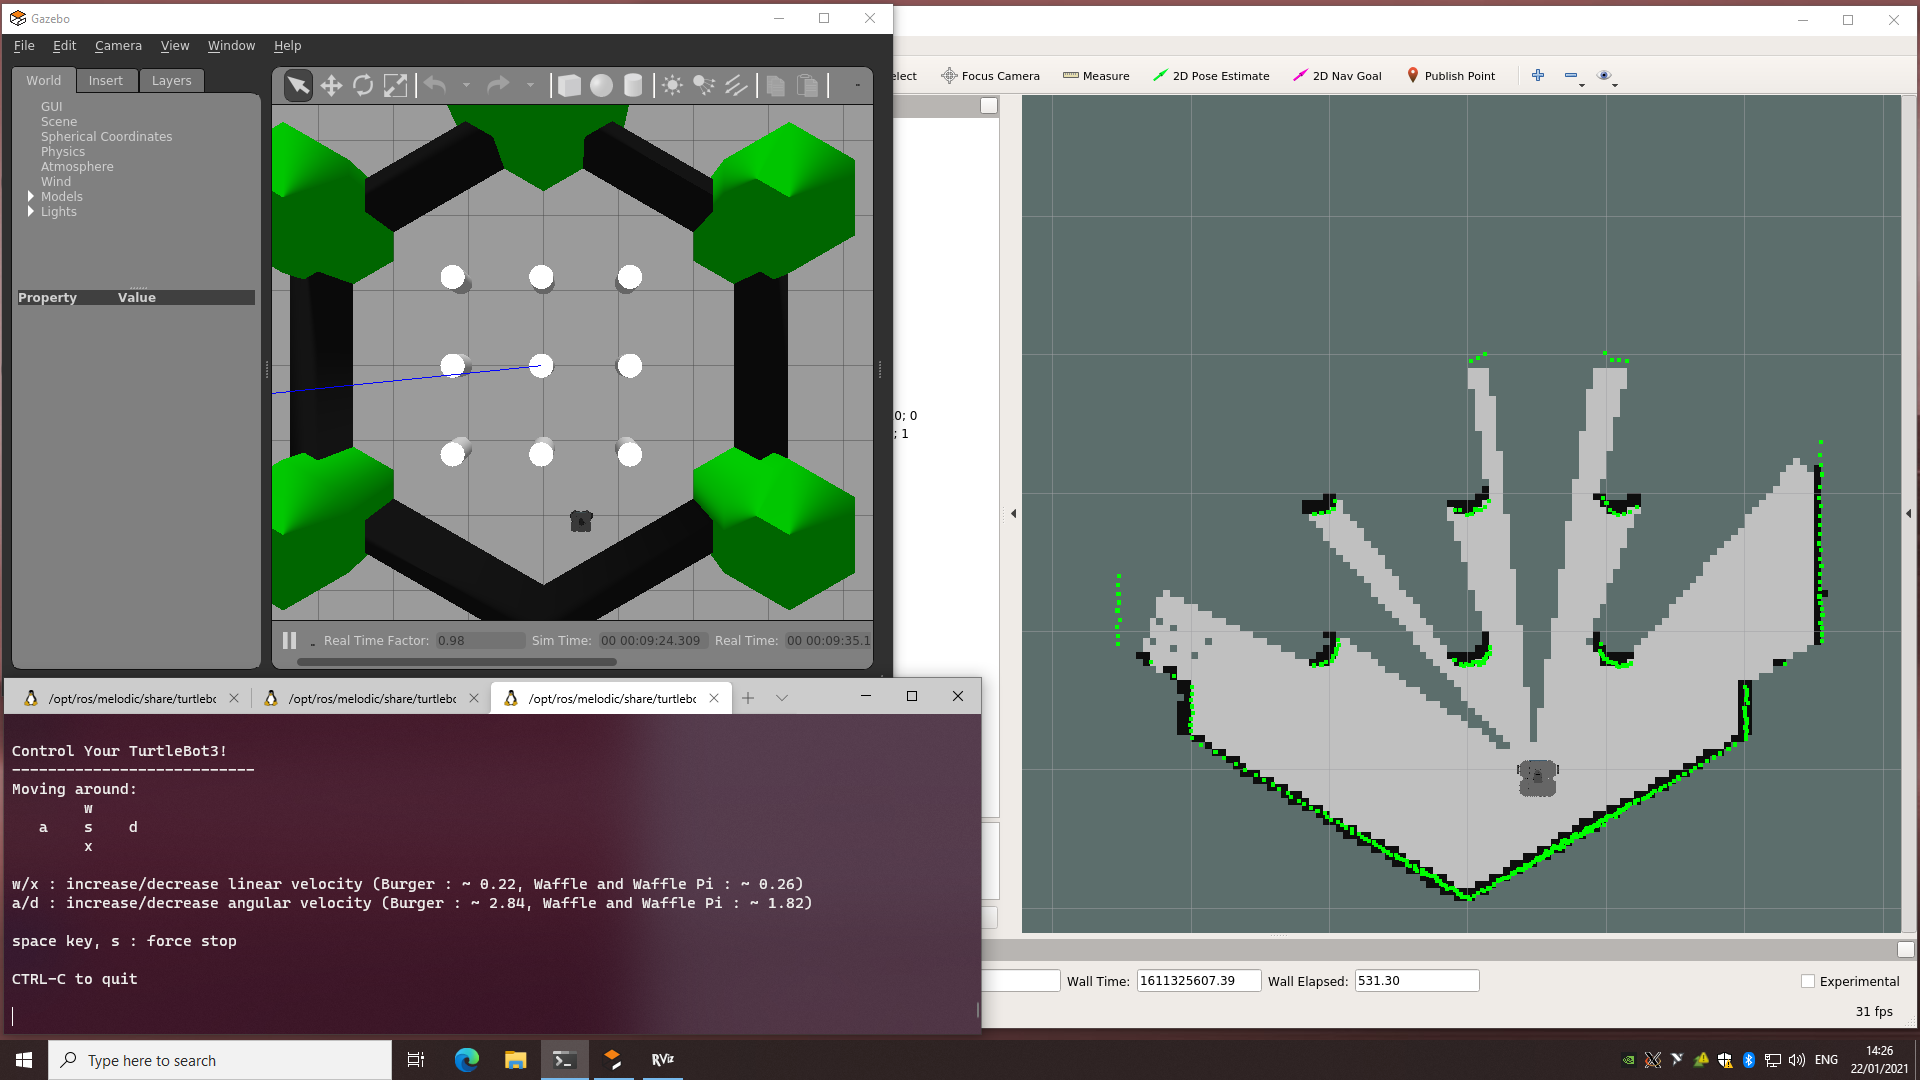 Gazebo
File Edit Camera View Window Help
World Insert Layers
GUI
Scene
Spherical Coordinates
Physics
Atmosphere
Wind
Models
Lights
Property Value
Real Time Factor: 0.98 Sim Time: 00 00:09:24.309 Real Time: 00 00:09:35.1
elect Focus Camera Measure 2D Pose Estimate 2D Nav Goal Publish Point
0; 0
; 1
/opt/ros/melodic/share/turtlebo /opt/ros/melodic/share/turtlebo /opt/ros/melodic/share/turtlebo
Control Your TurtleBot3!
---------------------------
Moving around:
w
a s d
x
w/x : increase/decrease linear velocity (Burger : ~ 0.22, Waffle and Waffle Pi : ~ 0.26)
a/d : increase/decrease angular velocity (Burger : ~ 2.84, Waffle and Waffle Pi : ~ 1.82)
space key, s : force stop
CTRL-C to quit
Wall Time: 1611325607.39 Wall Elapsed: 531.30 Experimental
31 fps
Type here to search
RViz
ENG
14:26
22/01/2021